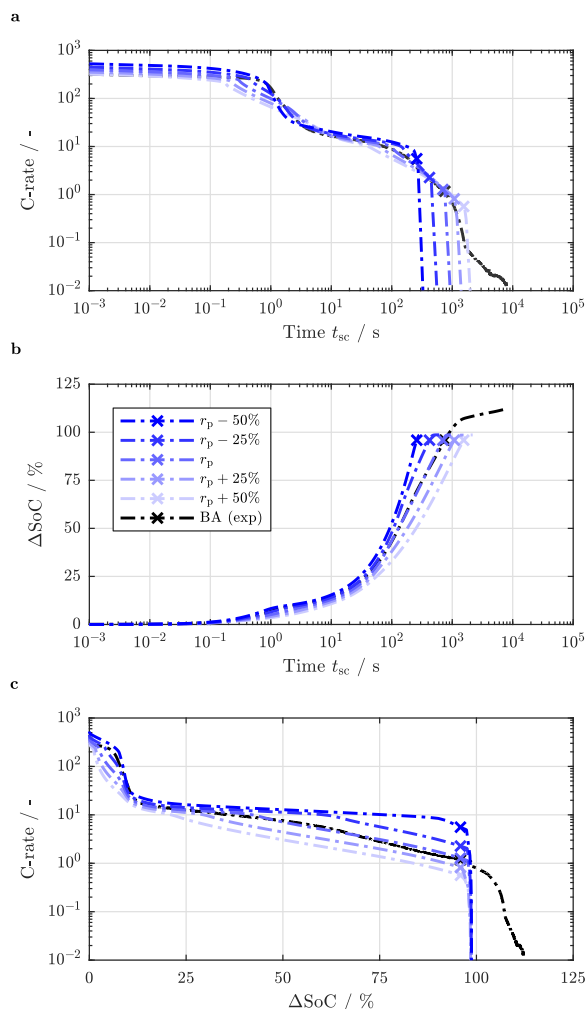 a
10^3
10^2
10^1
10^0
10^−1
10^−2
C-rate / -
10^−3 10^−2 10^−1 10^0 10^1 10^2 10^3 10^4 10^5
Time t_sc / s
b
125
100
75
50
25
0
ΔSoC / %
r_p − 50%
r_p − 25%
r_p
r_p + 25%
r_p + 50%
BA (exp)
10^−3 10^−2 10^−1 10^0 10^1 10^2 10^3 10^4 10^5
Time t_sc / s
c
10^3
10^2
10^1
10^0
10^−1
10^−2
C-rate / -
0 25 50 75 100 125
ΔSoC / %